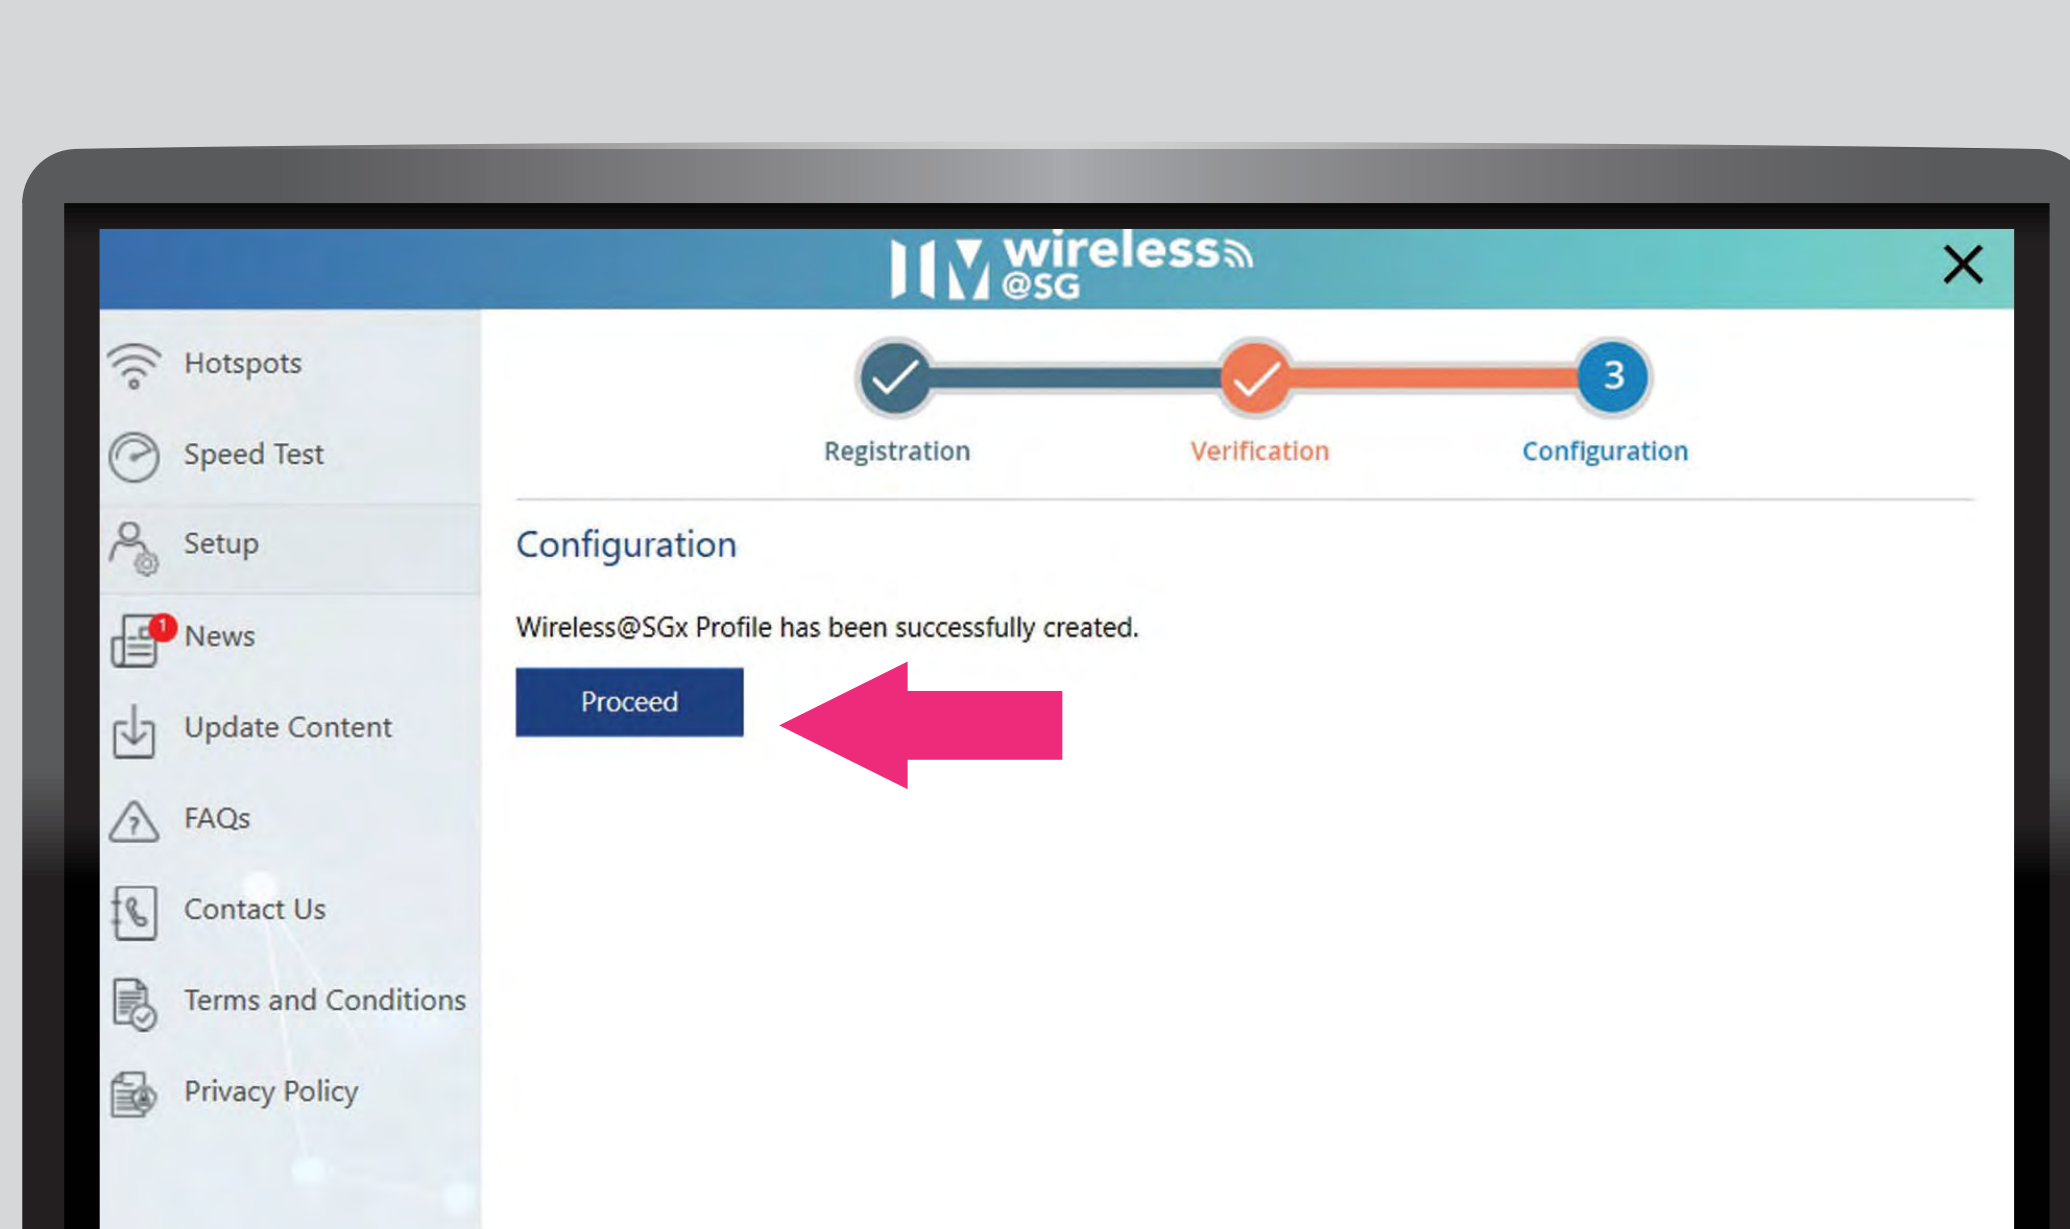 wireless
@SG
Hotspots
Speed Test
Setup
1
News
Update Content
FAQs
Contact Us
Terms and Conditions
Privacy Policy
3
Registration
Verification
Configuration
Configuration
Wireless@SGx Profile has been successfully created.
Proceed